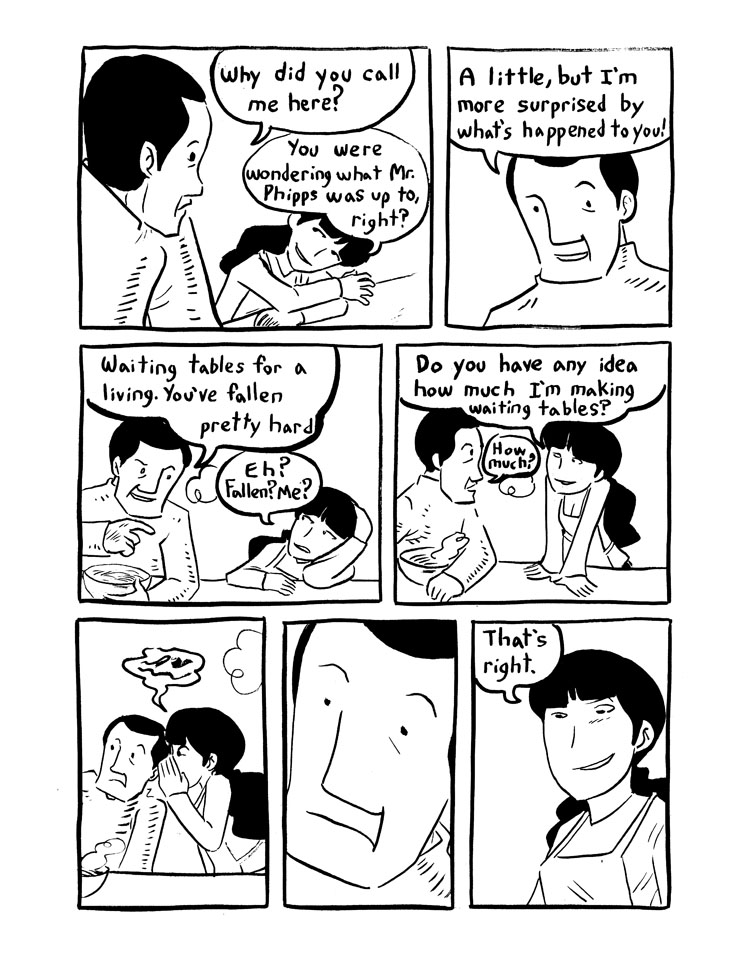 Why did you call
me here?
You were
wondering what Mr.
Phipps was up to,
right?
A little, but I'm
more surprised by
what's happened to you!
Waiting tables for a
living. You've fallen
pretty hard
Eh?
Fallen? Me?
Do you have any idea
how much I'm making
waiting tables?
How
much?
That's
right.